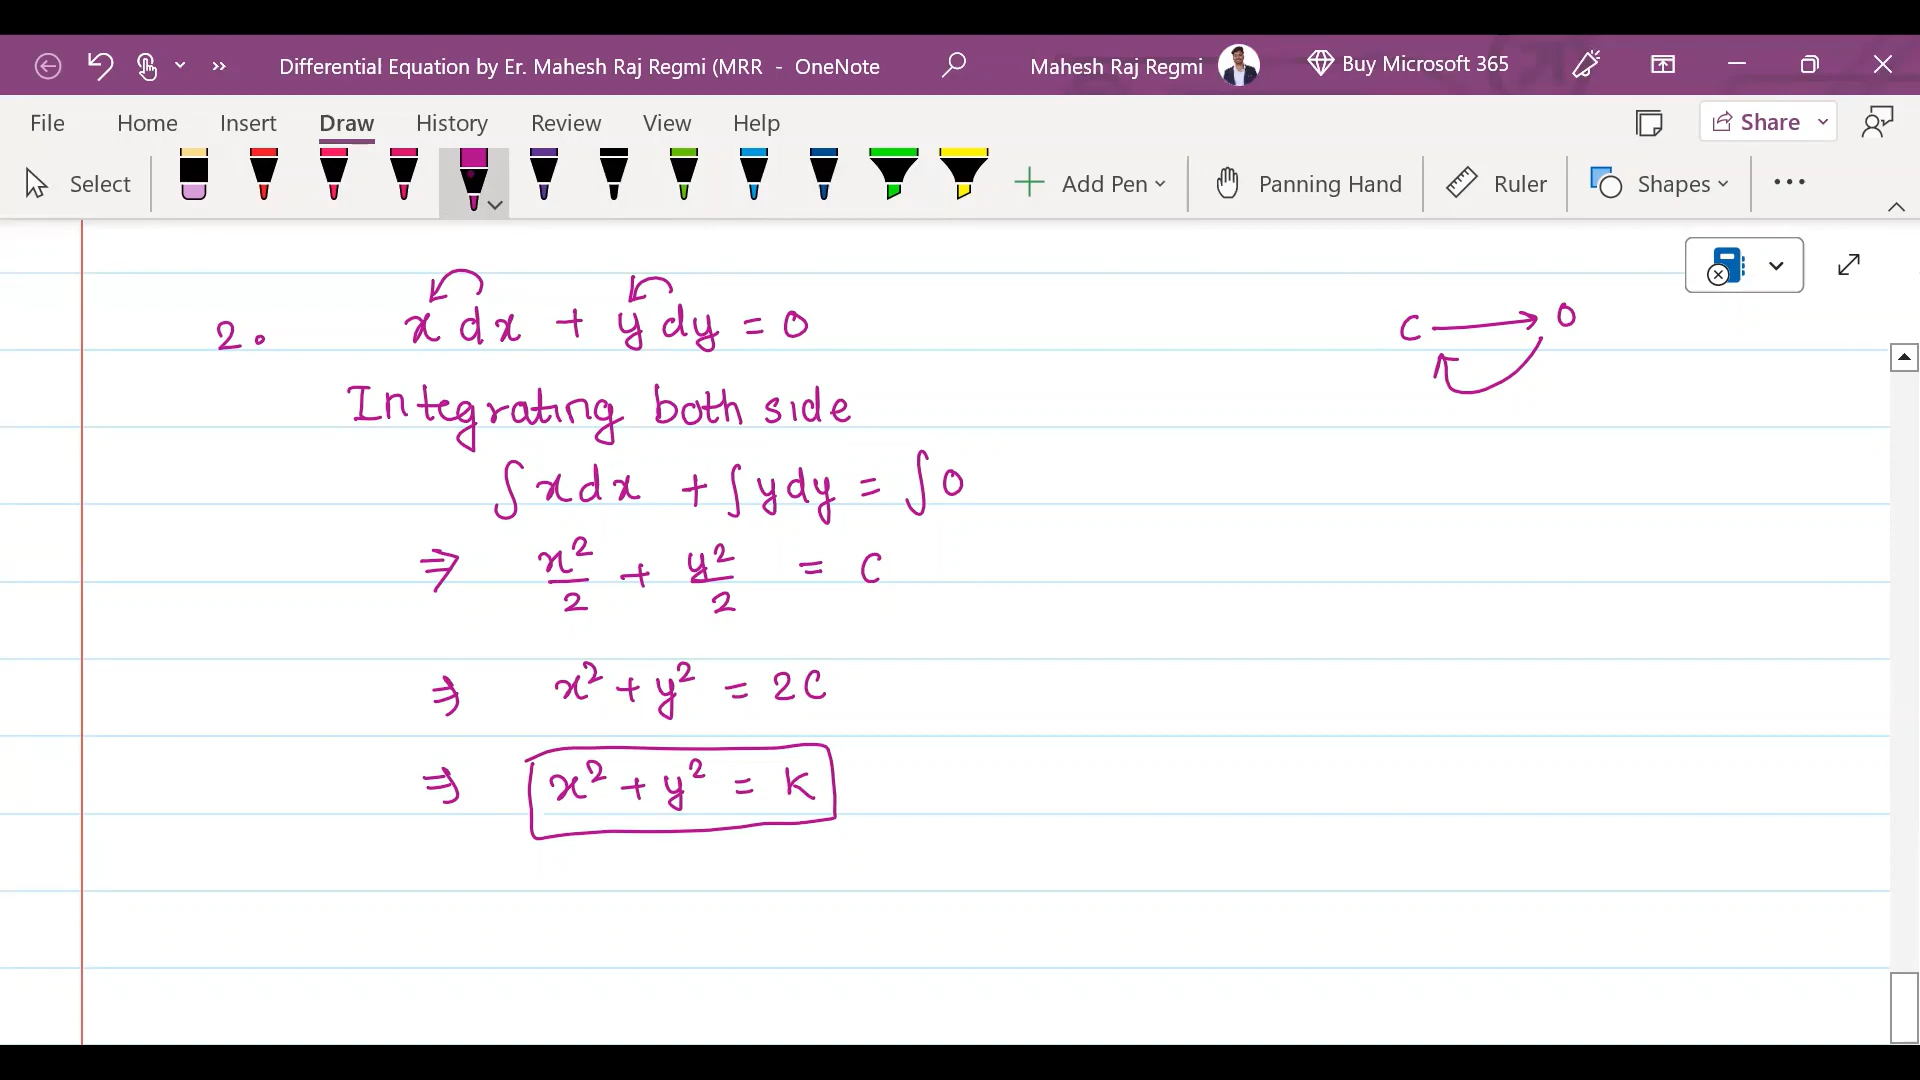 Differential Equation by Er. Mahesh Raj Regmi (MRR - OneNote
Mahesh Raj Regmi
Buy Microsoft 365
File Home Insert Draw History Review View Help
Share
Select
Add Pen
Panning Hand
Ruler
Shapes
2. x dx + y dy = 0
C → 0
Integrating both side
∫ x dx + ∫ y dy = ∫ 0
⇒ x²/2 + y²/2 = C
⇒ x² + y² = 2C
⇒ x² + y² = K